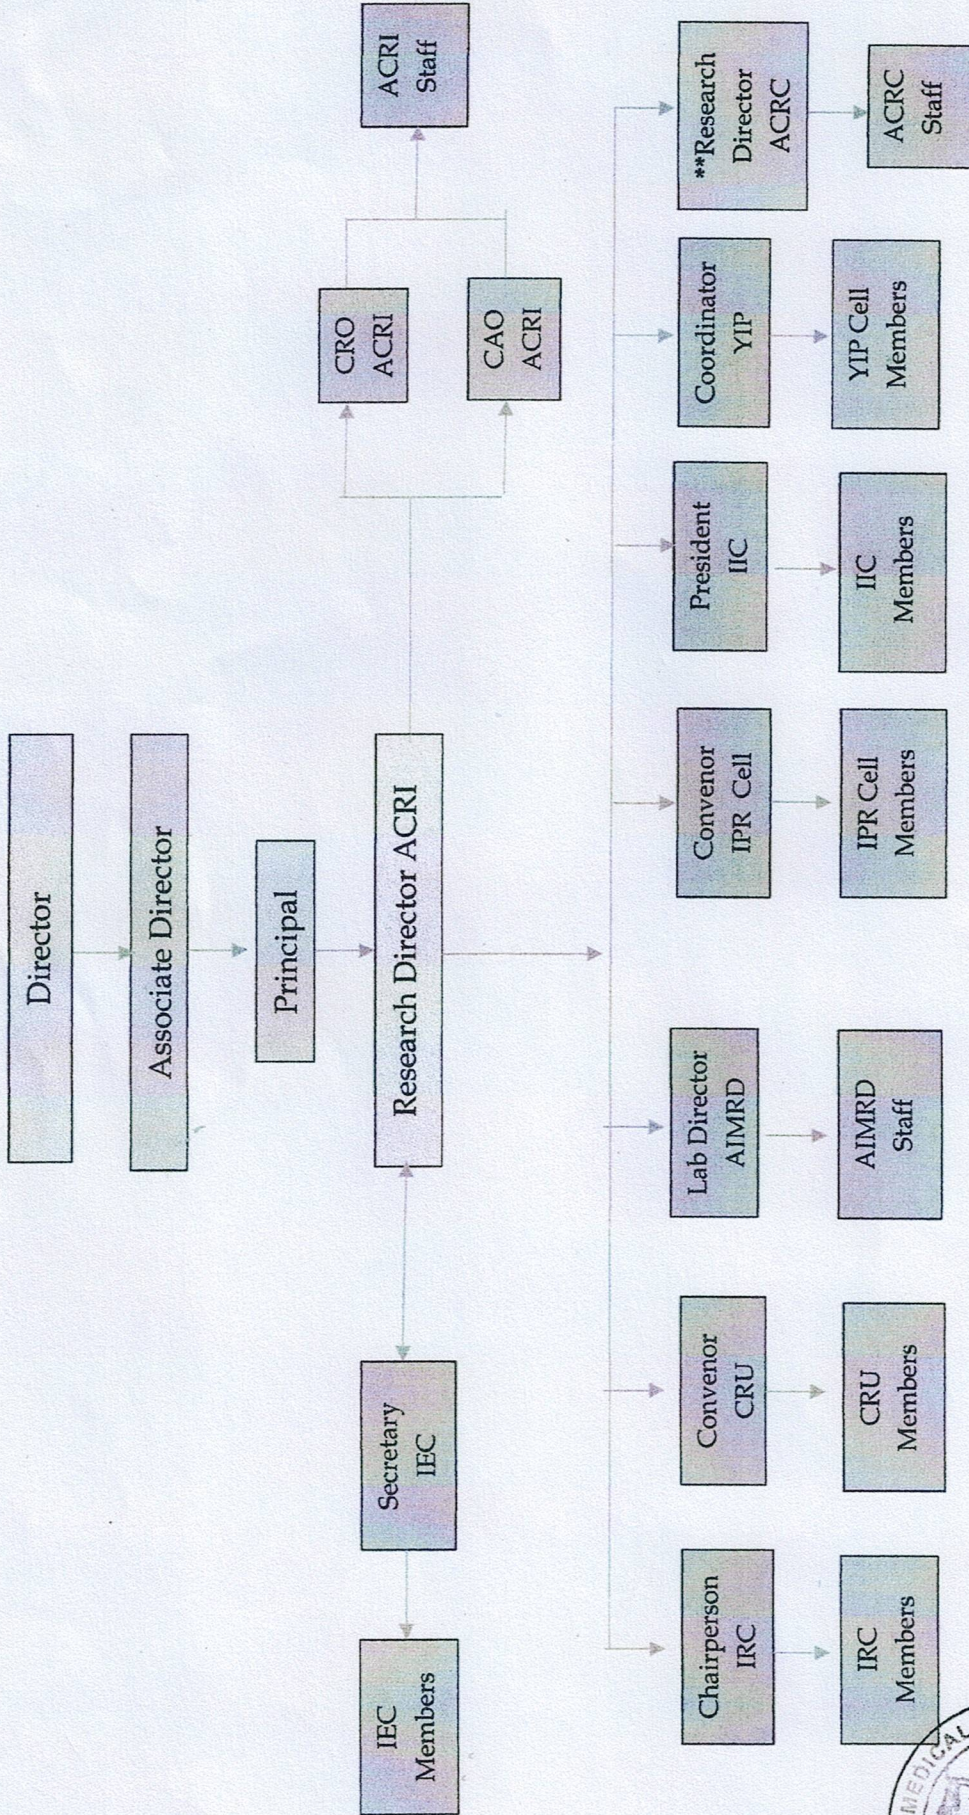 Director
Associate Director
Principal
Research Director ACRI
IEC
Members
Secretary
IEC
CRO
ACRI
CAO
ACRI
ACRI
Staff
Chairperson
IRC
Convenor
CRU
Lab Director
AIMRD
Convenor
IPR Cell
President
IIC
Coordinator
YIP
**Research
Director
ACRC
IRC
Members
CRU
Members
AIMRD
Staff
IPR Cell
Members
IIC
Members
YIP Cell
Members
ACRC
Staff
MEDICAL